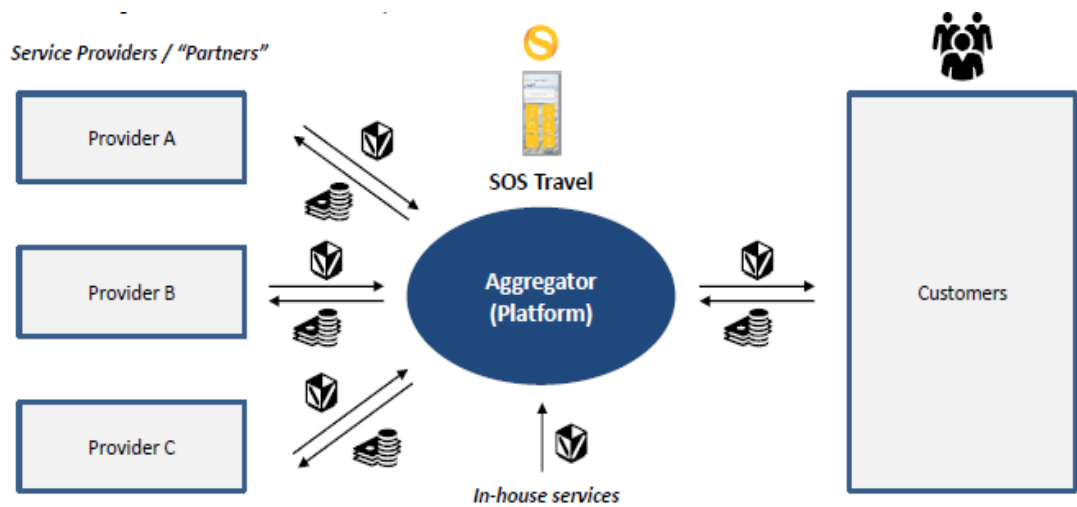 Service Providers / “Partners”
Provider A
SOS Travel
Provider B
Aggregator
(Platform)
Customers
Provider C
In-house services